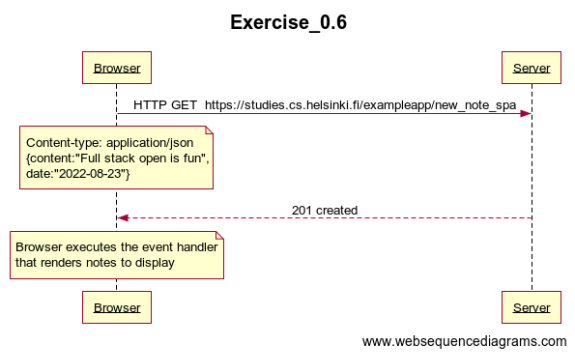 Exercise_0.6
Browser
Server
HTTP GET  https://studies.cs.helsinki.fi/exampleapp/new_note_spa
Content-type: application/json
{content:"Full stack open is fun",
date:"2022-08-23"}
201 created
Browser executes the event handler
that renders notes to display
Browser
Server
www.websequencediagrams.com